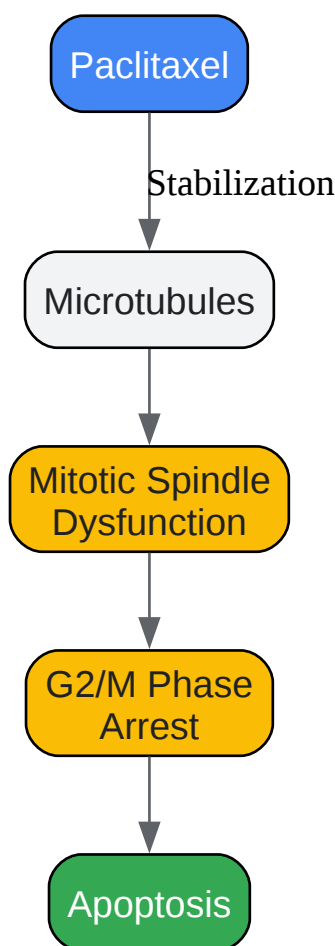 Paclitaxel
Stabilization
Microtubules
Mitotic Spindle
Dysfunction
G2/M Phase
Arrest
Apoptosis